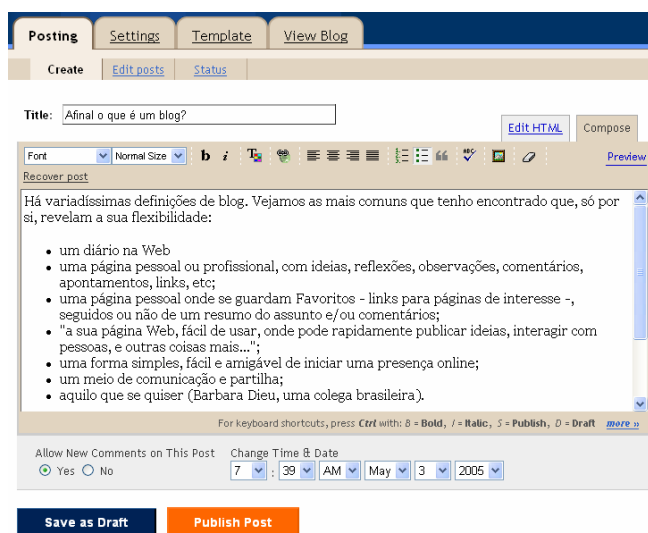 Posting Settings Template View Blog
Create Edit posts Status
Title: Afinal o que é um blog?
Edit HTML Compose
Font Normal Size b i T ABC Preview
Recover post
Há variadíssimas definições de blog. Vejamos as mais comuns que tenho encontrado que, só por
si, revelam a sua flexibilidade:
• um diário na Web
• uma página pessoal ou profissional, com ideias, reflexões, observações, comentários,
apontamentos, links, etc;
• uma página pessoal onde se guardam Favoritos - links para páginas de interesse -,
seguidos ou não de um resumo do assunto e/ou comentários;
• "a sua página Web, fácil de usar, onde pode rapidamente publicar ideias, interagir com
pessoas, e outras coisas mais...";
• uma forma simples, fácil e amigável de iniciar uma presença online;
• um meio de comunicação e partilha;
• aquilo que se quiser (Barbara Dieu, uma colega brasileira).
For keyboard shortcuts, press Ctrl with: B = Bold, I = Italic, S = Publish, D = Draft more »
Allow New Comments on This Post Change Time & Date
Yes No 7 : 39 AM May 3 2005
Save as Draft Publish Post